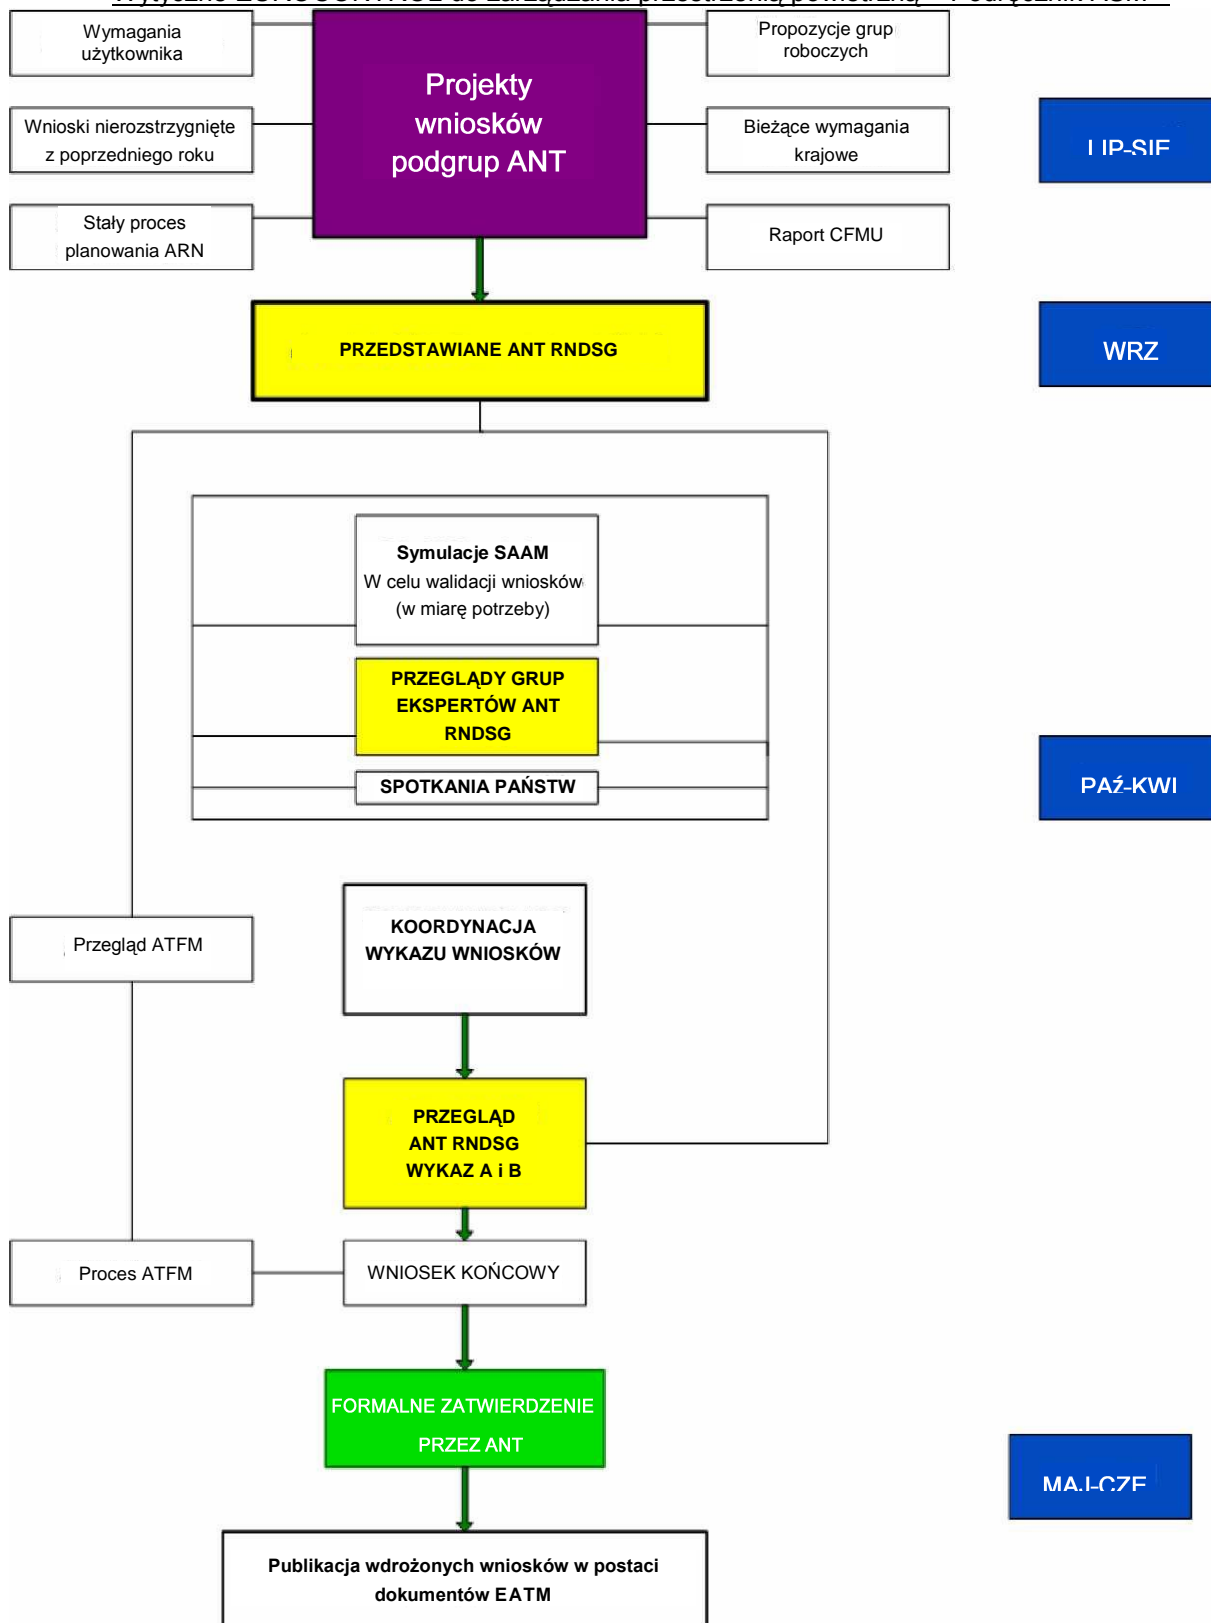 Wymagania
użytkownika
Projekty
wniosków
podgrup ANT
Propozycje grup
roboczych
Wnioski nierozstrzygnięte
z poprzedniego roku
Bieżące wymagania
krajowe
LIP-SIE
Stały proces
planowania ARN
Raport CFMU
PRZEDSTAWIANE ANT RNDSG
WRZ
Symulacje SAAM
W celu walidacji wniosków
(w miarę potrzeby)
PRZEGLĄDY GRUP
EKSPERTÓW ANT
RNDSG
SPOTKANIA PAŃSTW
PAź-KWI
KOORDYNACJA
WYKAZU WNIOSKÓW
Przegląd ATFM
PRZEGLĄD
ANT RNDSG
WYKAZ A i B
Proces ATFM
WNIOSEK KOŃCOWY
FORMALNE ZATWIERDZENIE
PRZEZ ANT
MAJ-CZE
Publikacja wdrożonych wniosków w postaci
dokumentów EATM